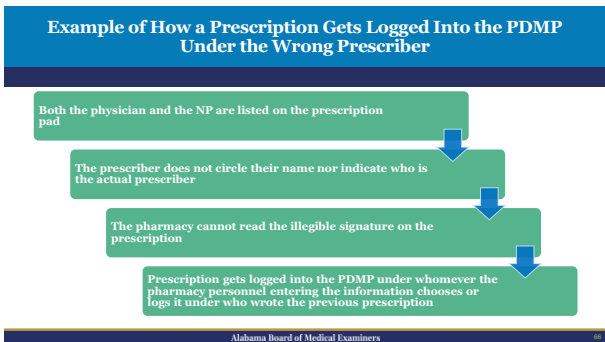 Example of How a Prescription Gets Logged Into the PDMP
Under the Wrong Prescriber
Both the physician and the NP are listed on the prescription
pad
The prescriber does not circle their name nor indicate who is
the actual prescriber
The pharmacy cannot read the illegible signature on the
prescription
Prescription gets logged into the PDMP under whomever the
pharmacy personnel entering the information chooses or
logs it under who wrote the previous prescription
Alabama Board of Medical Examiners